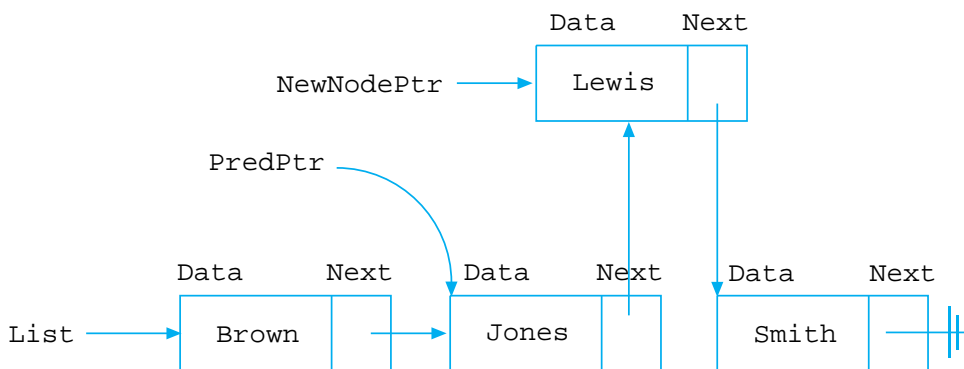 Data Next
NewNodePtr Lewis
PredPtr
Data Next Data Next Data Next
List Brown Jones Smith